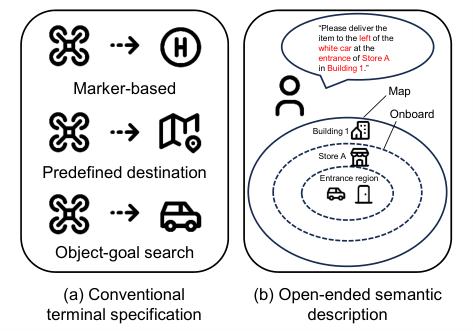 H
Marker-based
Predefined destination
Object-goal search
(a) Conventional
terminal specification
"Please deliver the
item to the left of the
white car at the
entrance of Store A
in Building 1."
Map
Onboard
Building 1
Store A
Entrance region
(b) Open-ended semantic
description